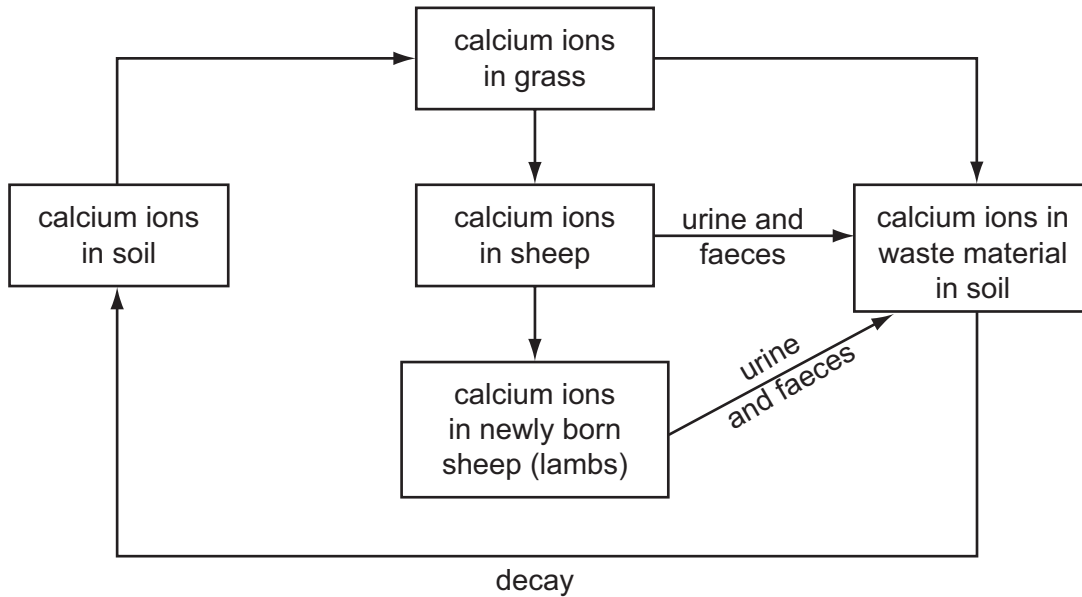 calcium ions
in grass
calcium ions
in soil
calcium ions
in sheep
urine and
faeces
calcium ions in
waste material
in soil
calcium ions
in newly born
sheep (lambs)
urine
and faeces
decay